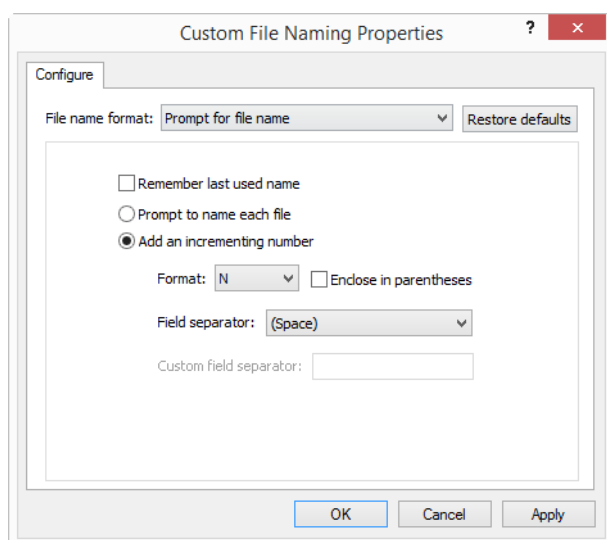 Custom File Naming Properties ? ×
Configure
File name format: Prompt for file name Restore defaults
Remember last used name
Prompt to name each file
Add an incrementing number
Format: N Enclose in parentheses
Field separator: (Space)
Custom field separator:
OK Cancel Apply